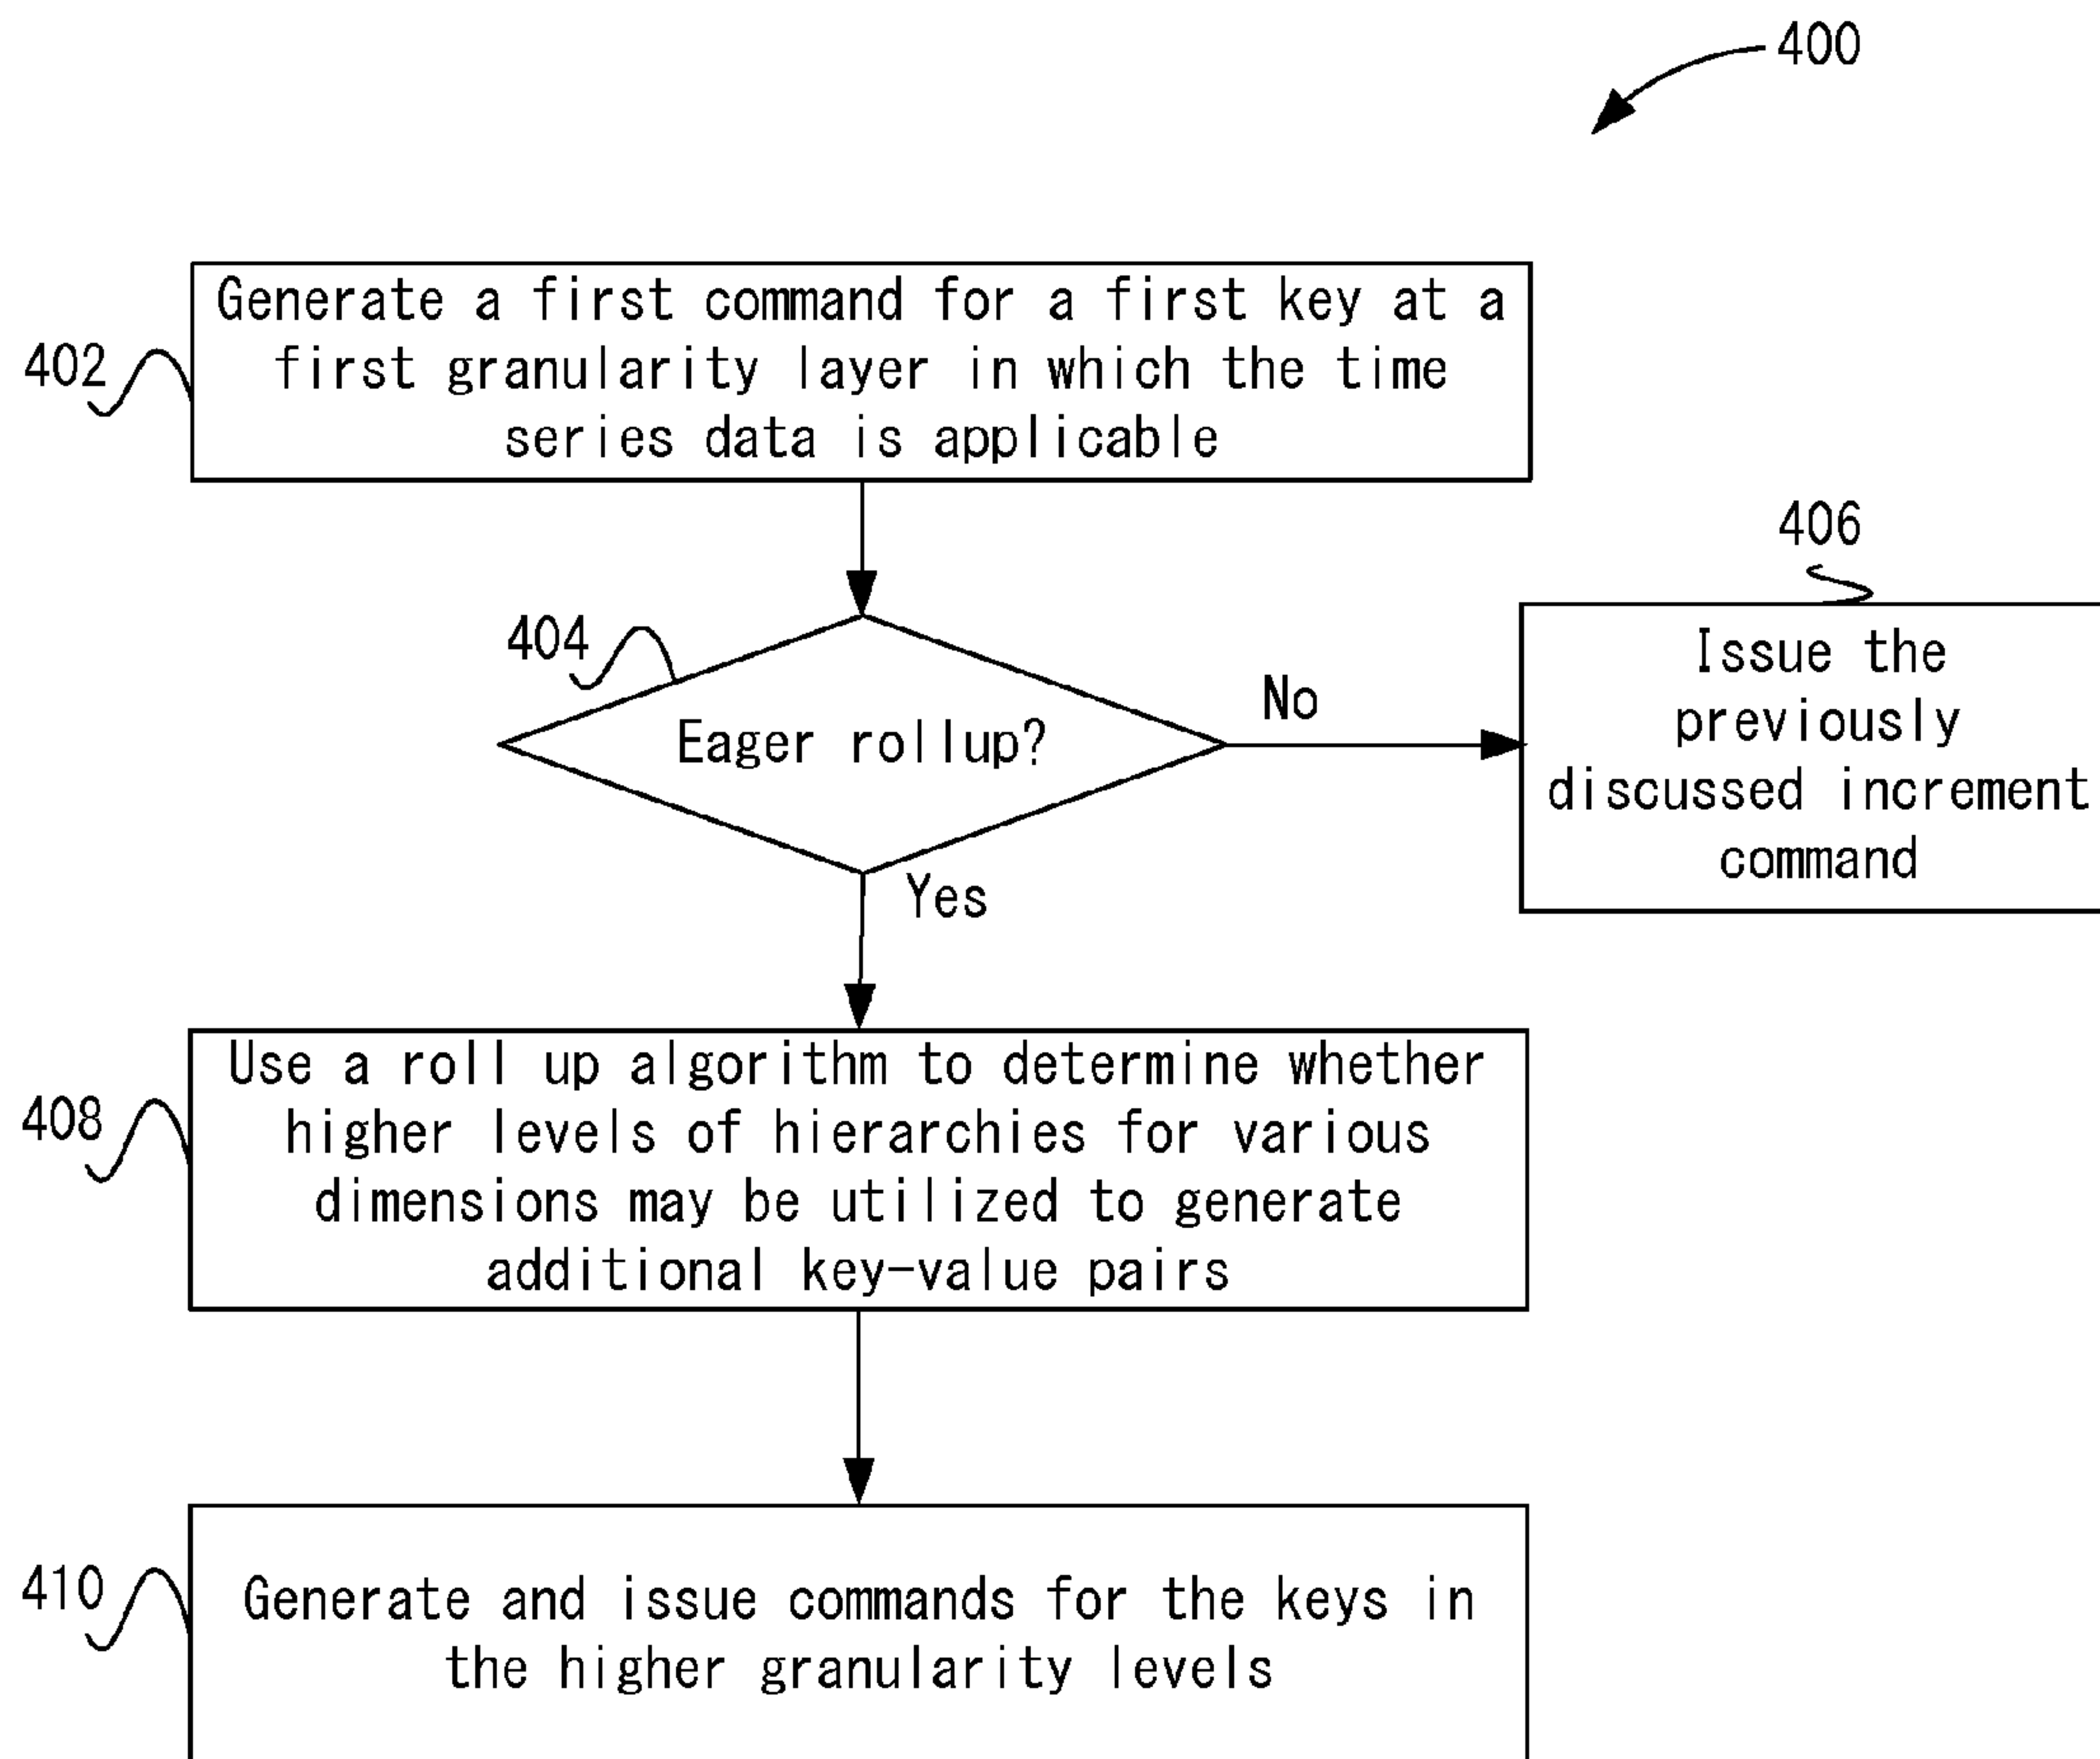 400
Generate a first command for a first key at a
first granularity layer in which the time
series data is applicable
402
404
Eager rollup?
No
Yes
406
Issue the
previously
discussed increment
command
Use a roll up algorithm to determine whether
higher levels of hierarchies for various
dimensions may be utilized to generate
additional key-value pairs
408
410
Generate and issue commands for the keys in
the higher granularity levels